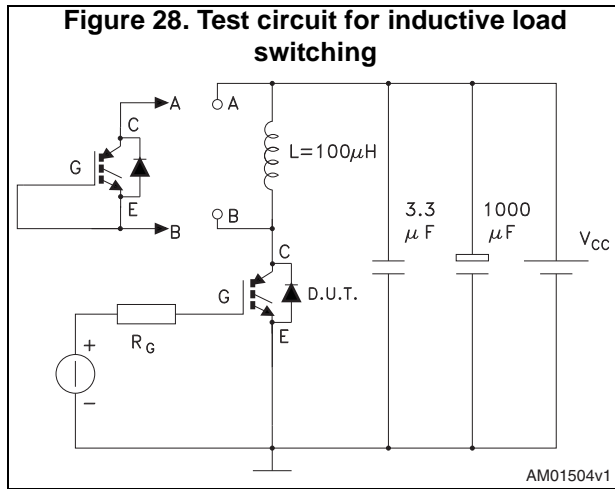 Figure 28. Test circuit for inductive load
switching
A
A
C
G
L=100μH
E
B
B
3.3
μF
1000
μF
VCC
C
G
D.U.T.
E
RG
+
−
AM01504v1